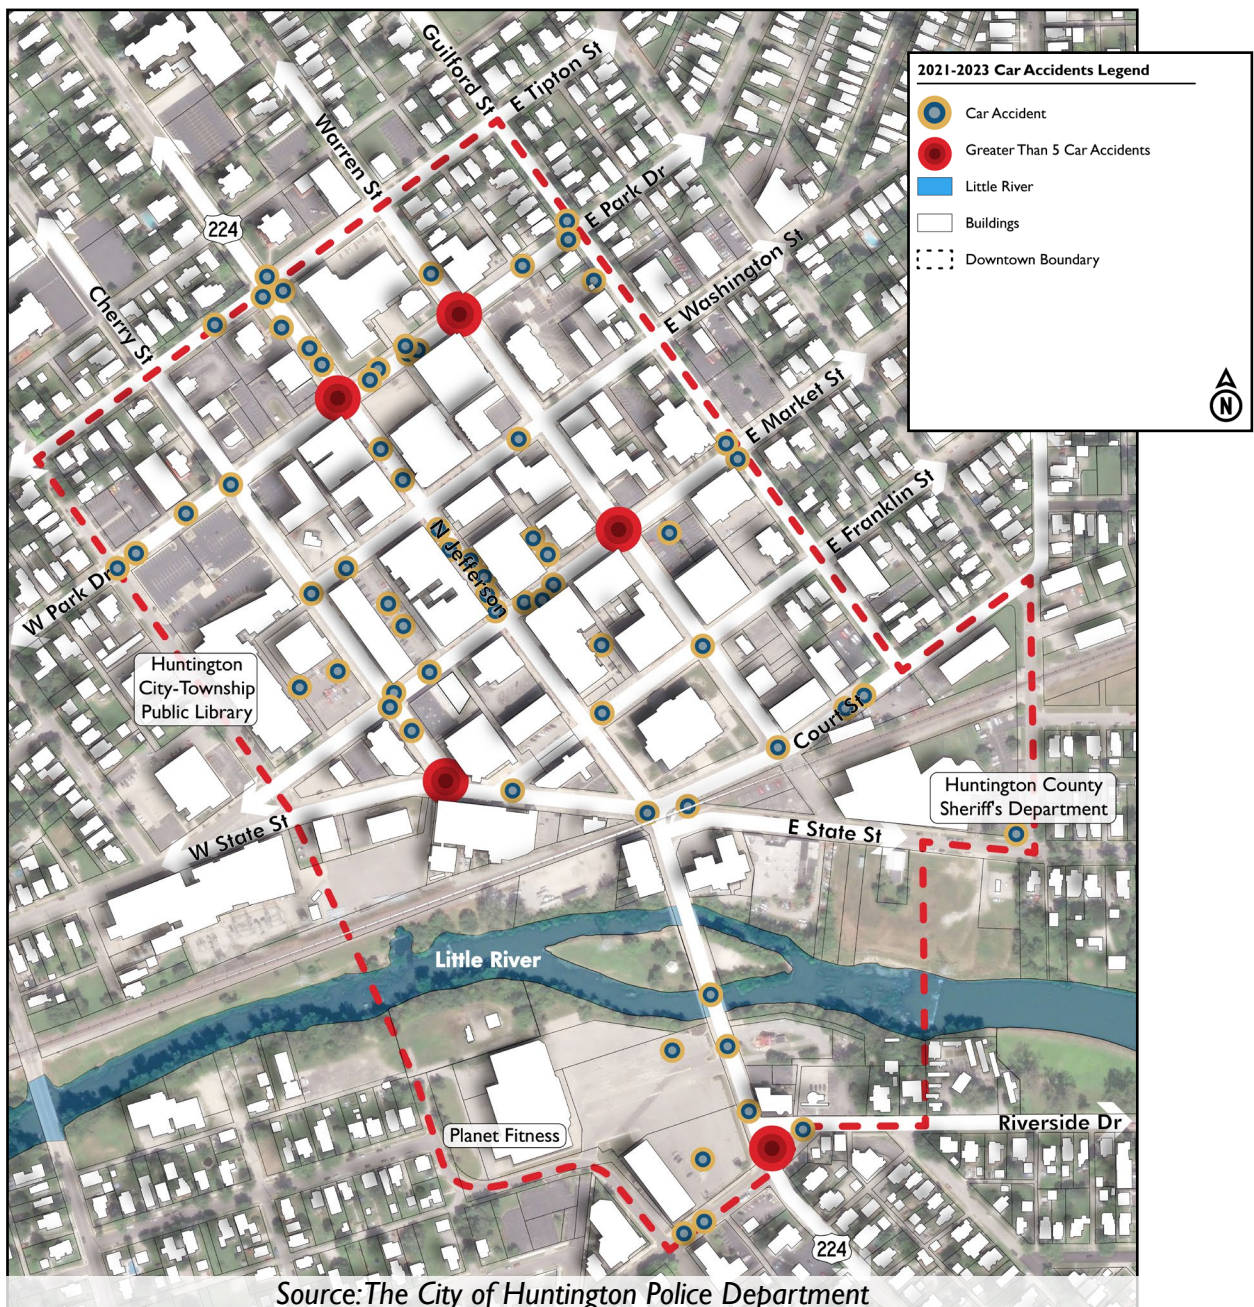 2021-2023 Car Accidents Legend
Car Accident
Greater Than 5 Car Accidents
Little River
Buildings
Downtown Boundary
N
Guilford St
E Tipton St
Warren St
E Park Dr
224
E Washington St
Cherry St
E Market St
E Franklin St
N Jefferson
W Park Dr
Huntington
City-Township
Public Library
Court St
Huntington County
Sheriff's Department
W State St
E State St
Little River
Planet Fitness
Riverside Dr
224
Source: The City of Huntington Police Department